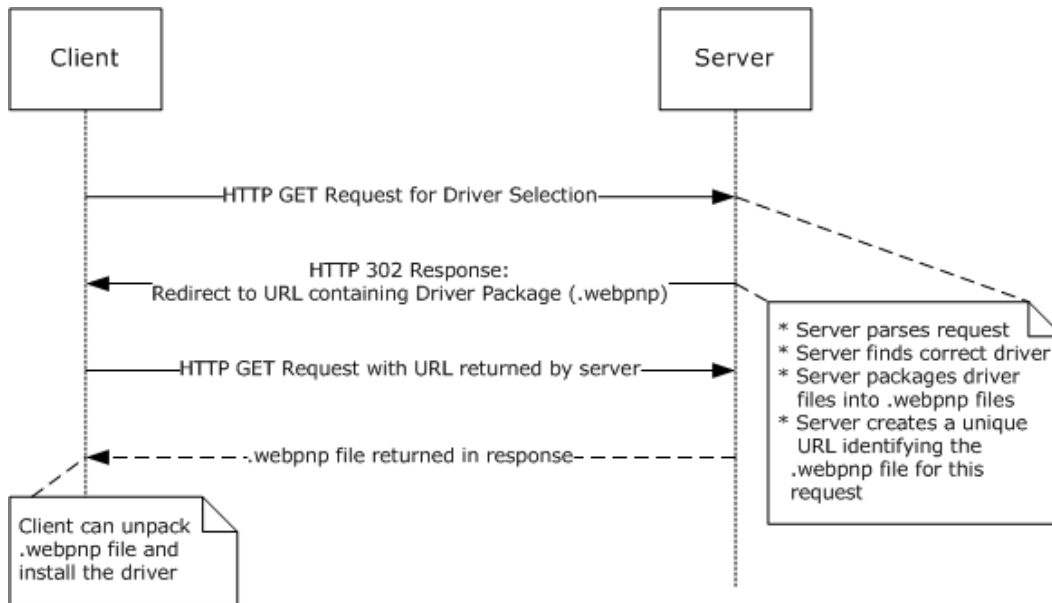 Client
Server
HTTP GET Request for Driver Selection
HTTP 302 Response:
Redirect to URL containing Driver Package (.webpnp)
* Server parses request
* Server finds correct driver
* Server packages driver
files into .webpnp files
* Server creates a unique
URL identifying the
.webpnp file for this
request
HTTP GET Request with URL returned by server
.webpnp file returned in response
Client can unpack
.webpnp file and
install the driver